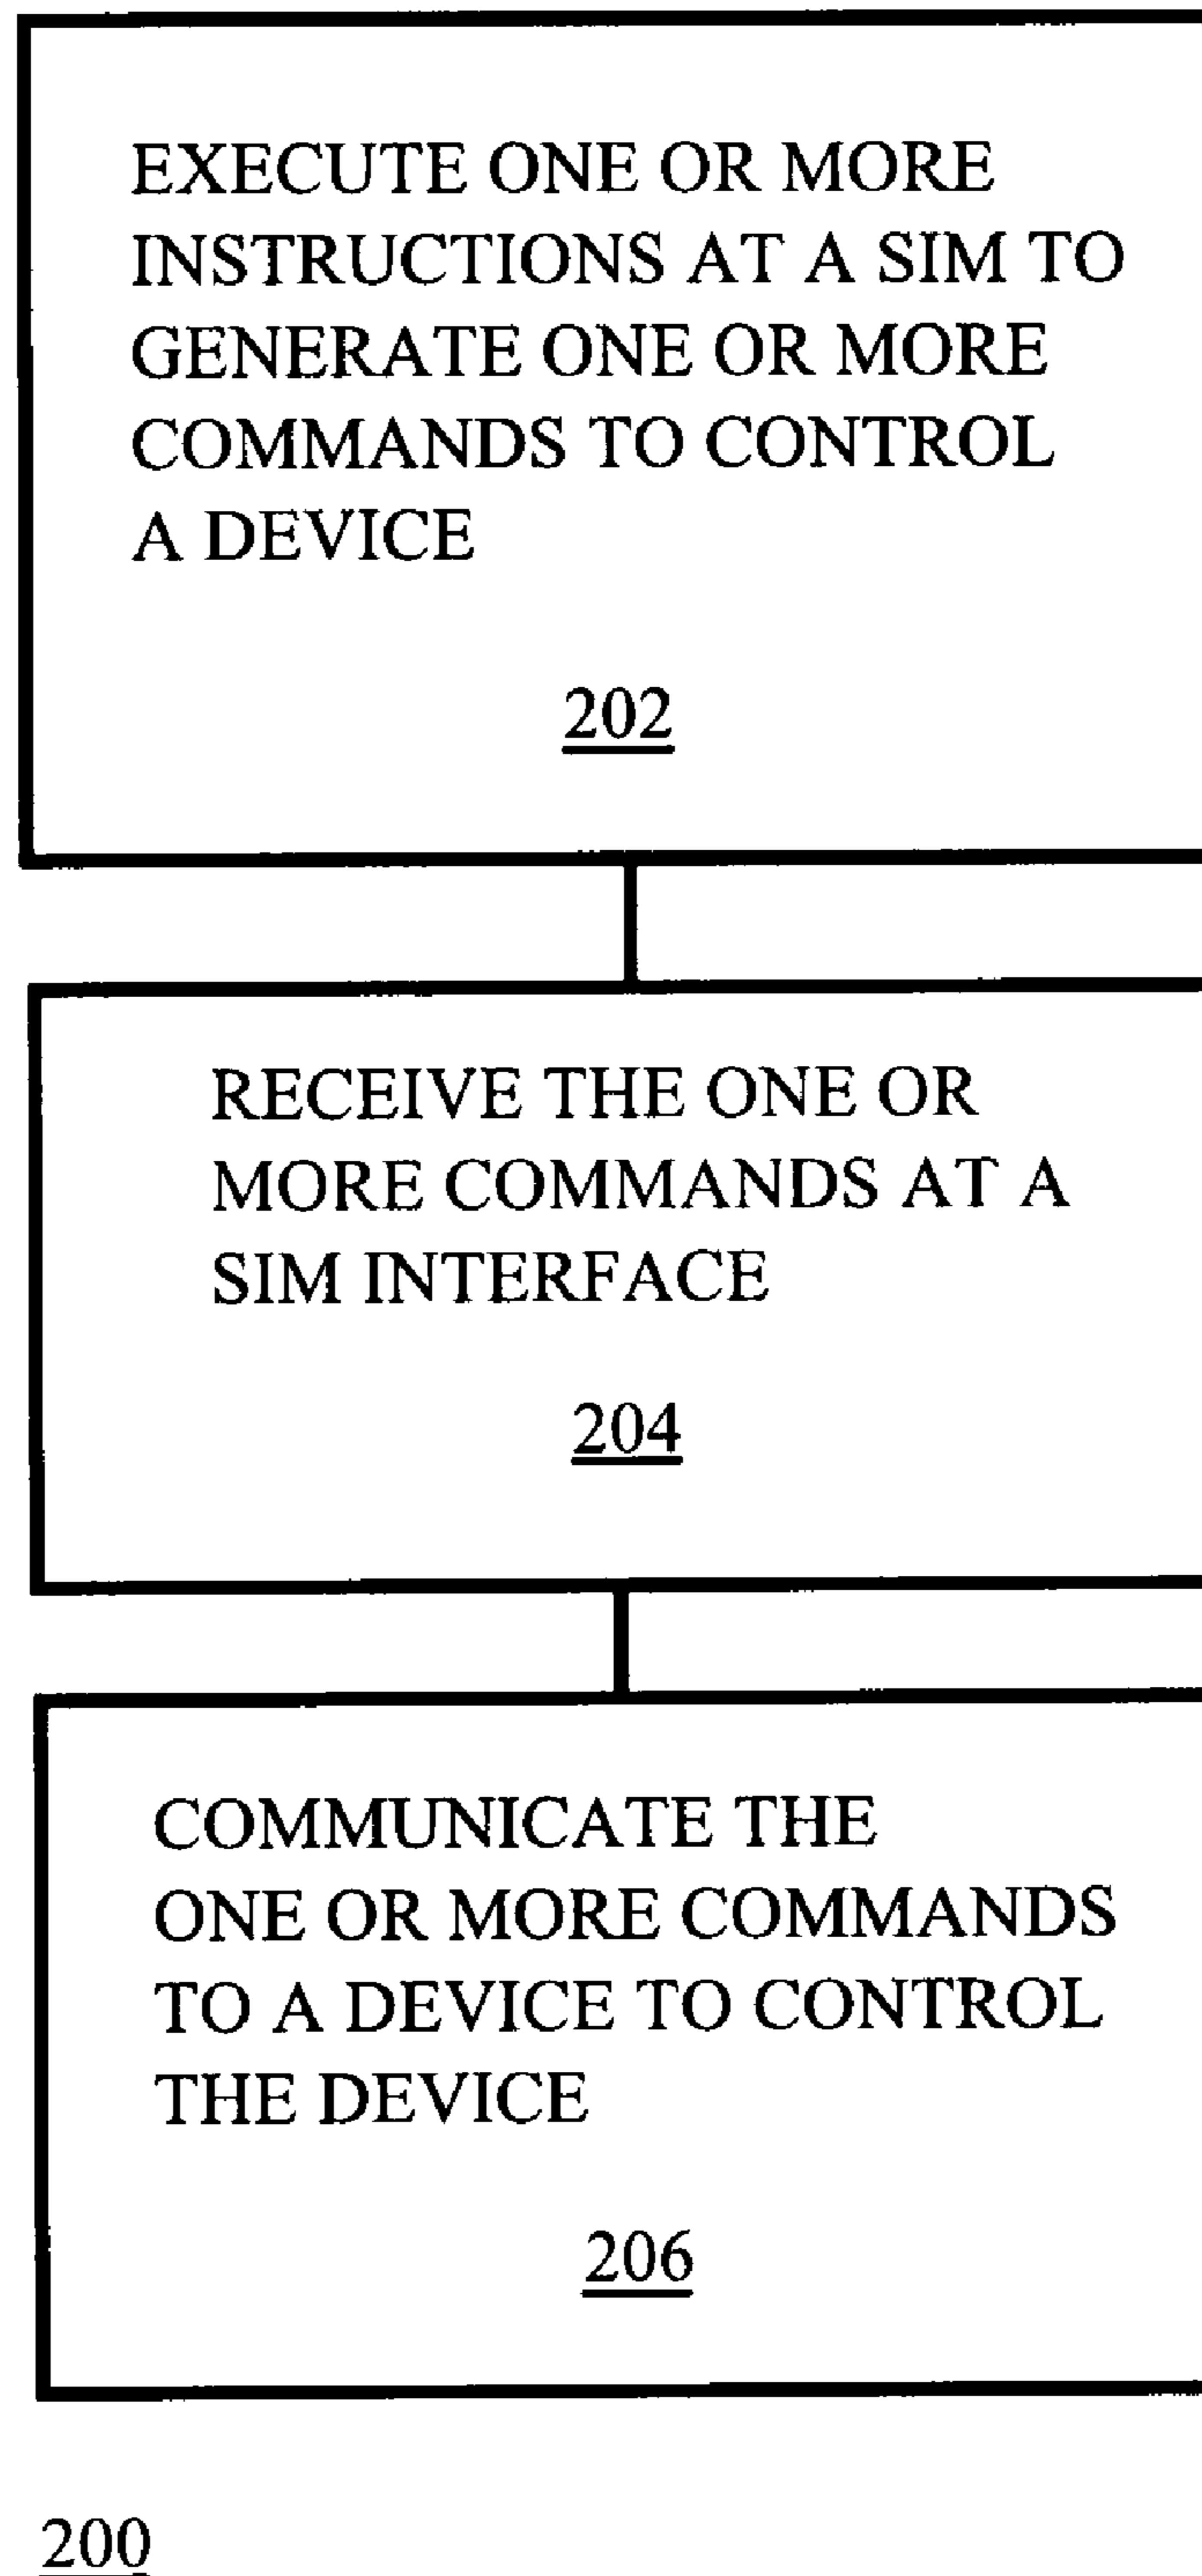 EXECUTE ONE OR MORE
INSTRUCTIONS AT A SIM TO
GENERATE ONE OR MORE
COMMANDS TO CONTROL
A DEVICE
202
RECEIVE THE ONE OR
MORE COMMANDS AT A
SIM INTERFACE
204
COMMUNICATE THE
ONE OR MORE COMMANDS
TO A DEVICE TO CONTROL
THE DEVICE
206
200